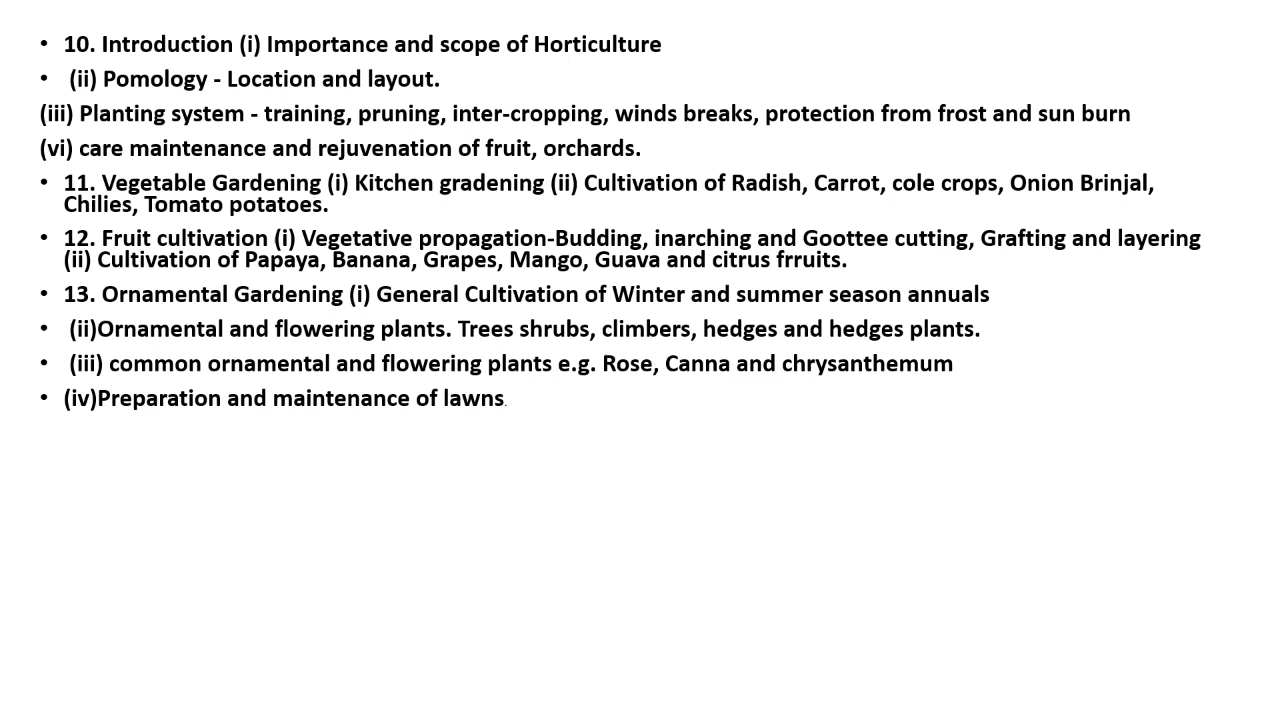 • 10. Introduction (i) Importance and scope of Horticulture
• (ii) Pomology - Location and layout.
(iii) Planting system - training, pruning, inter-cropping, winds breaks, protection from frost and sun burn
(vi) care maintenance and rejuvenation of fruit, orchards.
• 11. Vegetable Gardening (i) Kitchen gradening (ii) Cultivation of Radish, Carrot, cole crops, Onion Brinjal,
Chilies, Tomato potatoes.
• 12. Fruit cultivation (i) Vegetative propagation-Budding, inarching and Goottee cutting, Grafting and layering
(ii) Cultivation of Papaya, Banana, Grapes, Mango, Guava and citrus frruits.
• 13. Ornamental Gardening (i) General Cultivation of Winter and summer season annuals
• (ii)Ornamental and flowering plants. Trees shrubs, climbers, hedges and hedges plants.
• (iii) common ornamental and flowering plants e.g. Rose, Canna and chrysanthemum
• (iv)Preparation and maintenance of lawns.